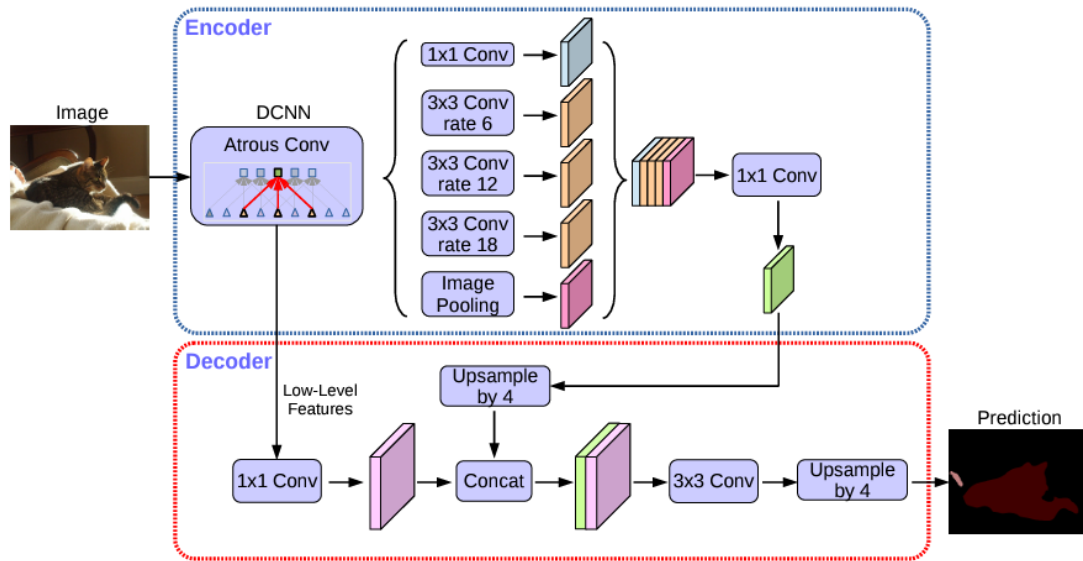 Encoder
Image
DCNN
Atrous Conv
1x1 Conv
3x3 Conv
rate 6
3x3 Conv
rate 12
3x3 Conv
rate 18
Image
Pooling
1x1 Conv
Decoder
Low-Level
Features
Upsample
by 4
1x1 Conv
Concat
3x3 Conv
Upsample
by 4
Prediction